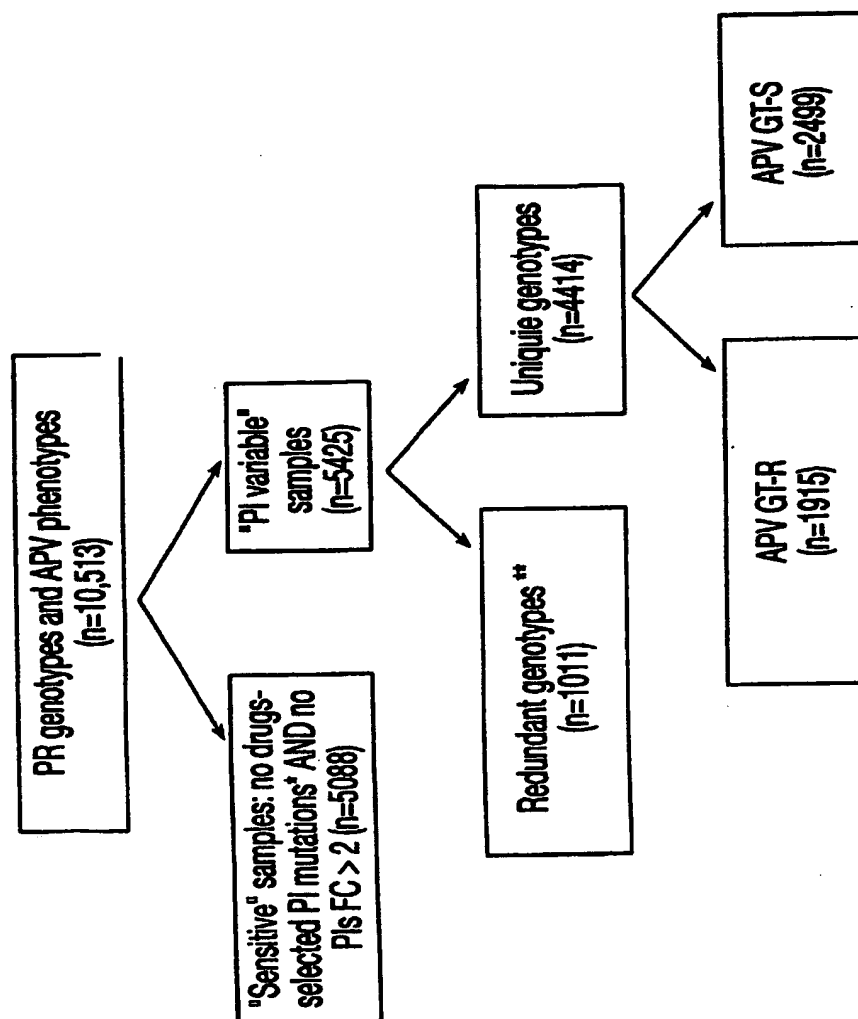 PR genotypes and APV phenotypes
(n=10,513)
"Sensitive" samples: no drugs-
selected PI mutations* AND no
PIs FC > 2 (n=5088)
"PI variable"
samples
(n=5425)
Redundant genotypes**
(n=1011)
Uniquie genotypes
(n=4414)
APV GT-R
(n=1915)
APV GT-S
(n=2499)